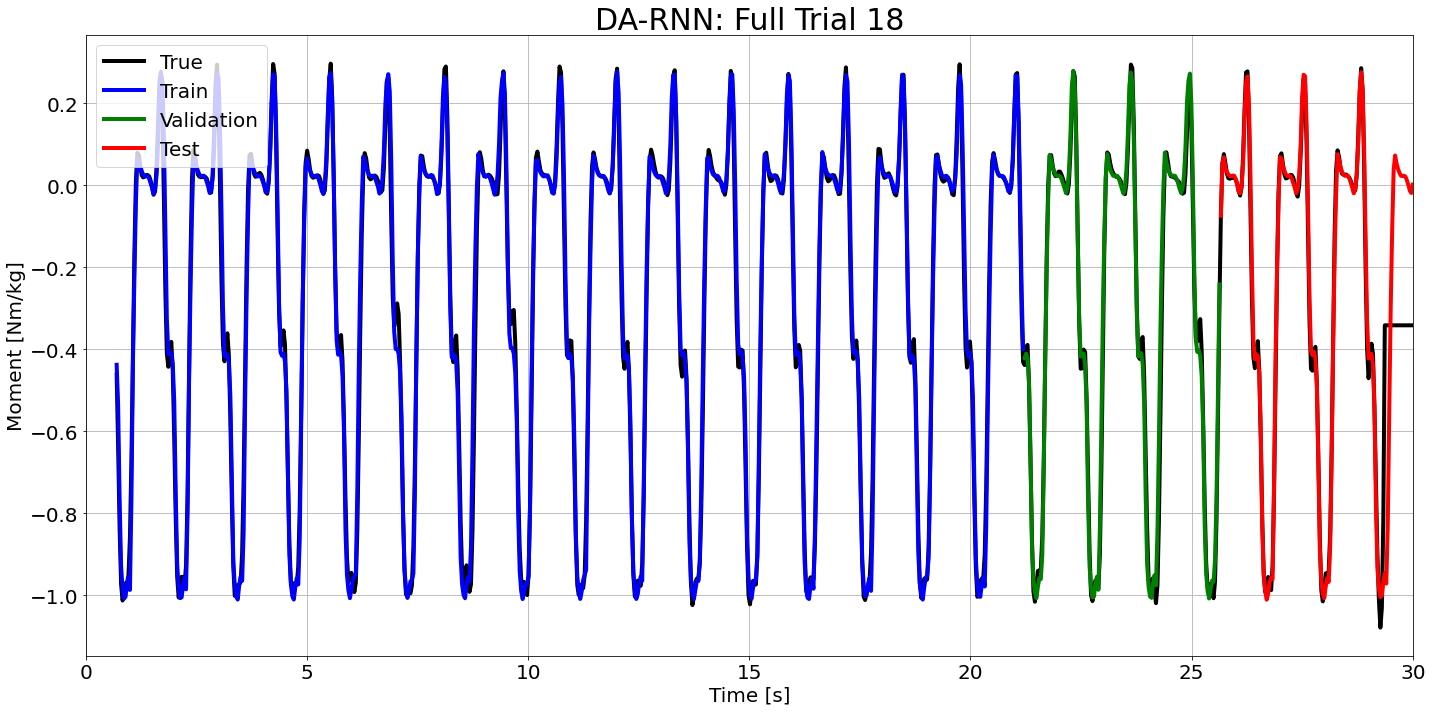 DA-RNN: Full Trial 18
True
Train
Validation
Test
Moment [Nm/kg]
0.2
0.0
−0.2
−0.4
−0.6
−0.8
−1.0
0 5 10 15 20 25 30
Time [s]